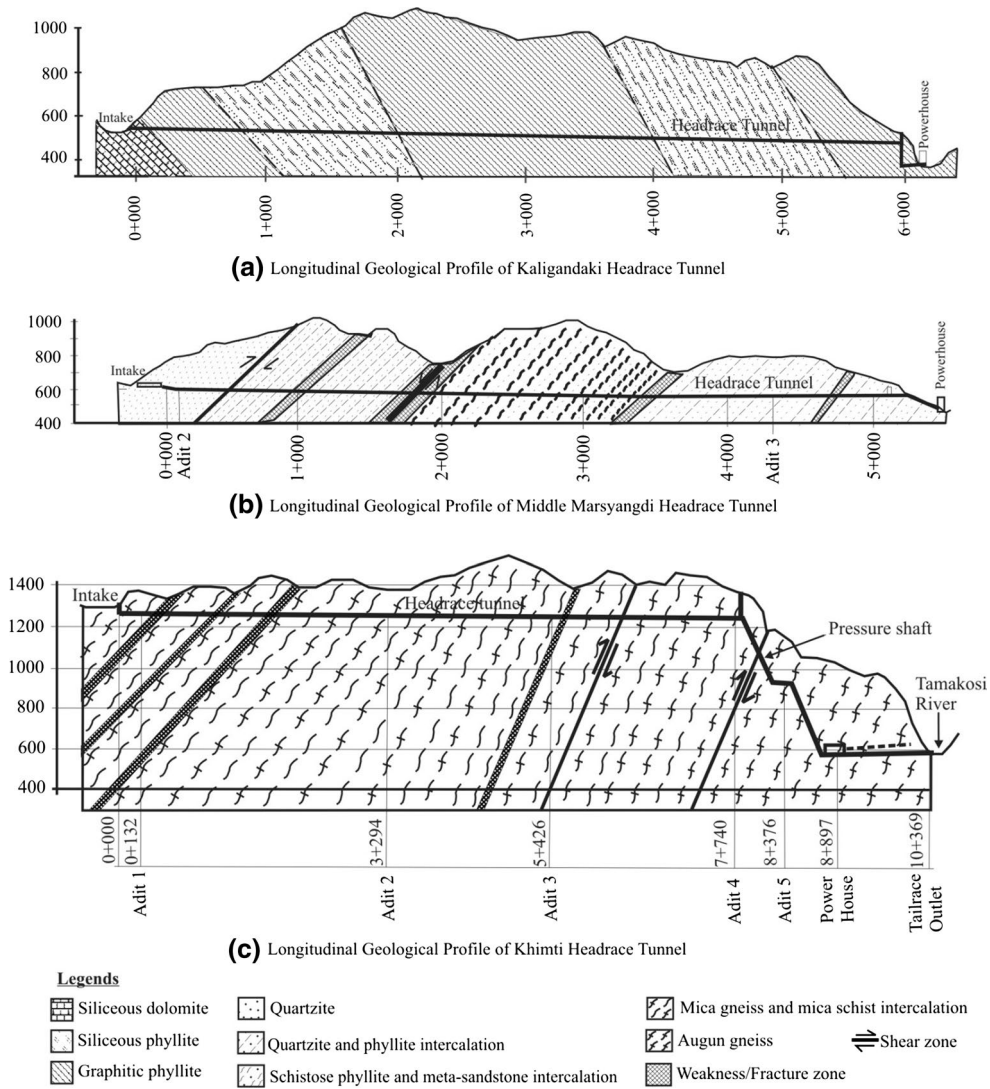 1000
800
600
400
Intake
Headrace Tunnel
Powerhouse
0+000
1+000
2+000
3+000
4+000
5+000
6+000
(a) Longitudinal Geological Profile of Kaligandaki Headrace Tunnel
1000
800
600
400
Intake
Headrace Tunnel
Powerhouse
0+000
Adit 2
1+000
2+000
3+000
4+000
Adit 3
5+000
(b) Longitudinal Geological Profile of Middle Marsyangdi Headrace Tunnel
1400
1200
1000
800
600
400
Intake
Headrace tunnel
Pressure shaft
Tamakosi
River
0+000
0+132
3+294
5+426
7+740
8+376
8+897
10+369
Adit 1
Adit 2
Adit 3
Adit 4
Adit 5
Power
House
Tailrace
Outlet
(c) Longitudinal Geological Profile of Khimti Headrace Tunnel
Legends
Siliceous dolomite
Siliceous phyllite
Graphitic phyllite
Quartzite
Quartzite and phyllite intercalation
Schistose phyllite and meta-sandstone intercalation
Mica gneiss and mica schist intercalation
Augun gneiss
Shear zone
Weakness/Fracture zone